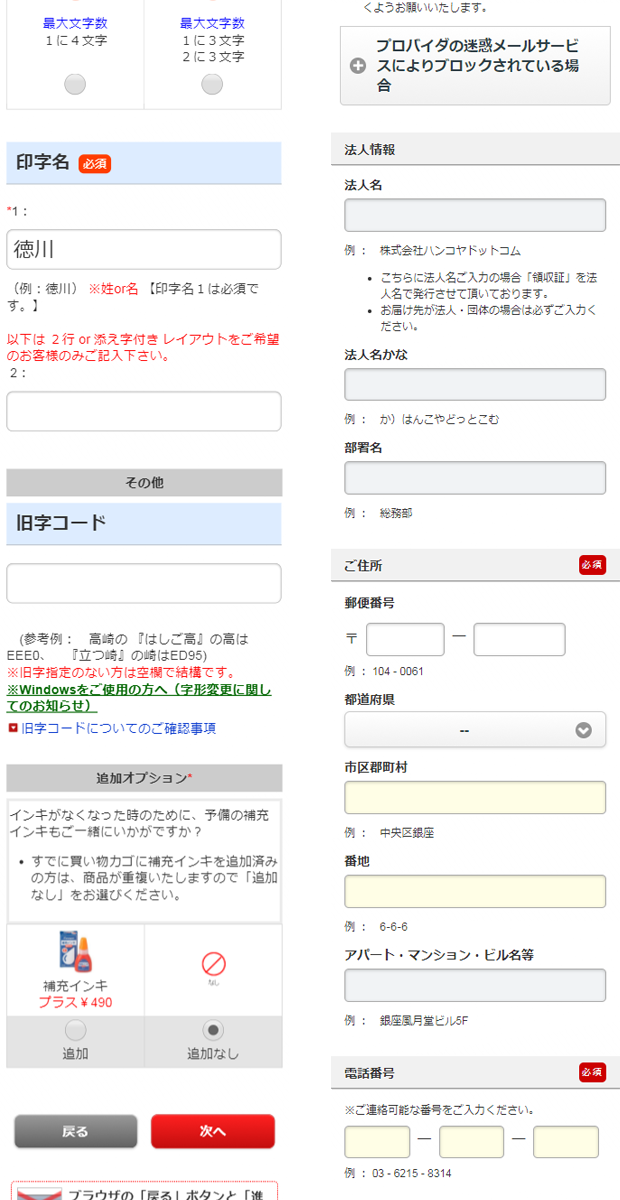 最大文字数
１に４文字
最大文字数
１に３文字
２に３文字
印字名 必須
*1：
徳川
（例：徳川） ※姓or名 【印字名１は必須で
す。】
以下は ２行 or 添え字付き レイアウトをご希望
のお客様のみご記入下さい。
2：
その他
旧字コード
(参考例： 高崎の 『はしご高』の高は
EEE0、 『立つ崎』の崎はED95)
※旧字指定のない方は空欄で結構です。
※Windowsをご使用の方へ（字形変更に関し
てのお知らせ）
旧字コードについてのご確認事項
追加オプション*
インキがなくなった時のために、予備の補充
インキもご一緒にいかがですか？
• すでに買い物カゴに補充インキを追加済み
の方は、商品が重複いたしますので「追加
なし」をお選びください。
補充インキ
プラス￥490
なし
追加
追加なし
戻る
次へ
ブラウザの「戻る」ボタンと「進
くようお願いいたします。
プロバイダの迷惑メールサービ
スによりブロックされている場
合
法人情報
法人名
例 ： 株式会社ハンコヤドットコム
• こちらに法人名ご入力の場合「領収証」を法
人名で発行させて頂いております。
• お届け先が法人・団体の場合は必ずご入力く
ださい。
法人名かな
例 ： か）はんこやどっとこむ
部署名
例 ： 総務部
ご住所 必須
郵便番号
〒 ―
例 ： 104 - 0061
都道府県
--
市区郡町村
例 ： 中央区銀座
番地
例 ： 6-6-6
アパート・マンション・ビル名等
例 ： 銀座風月堂ビル5F
電話番号 必須
※ご連絡可能な番号をご入力ください。
― ―
例 ： 03 - 6215 - 8314